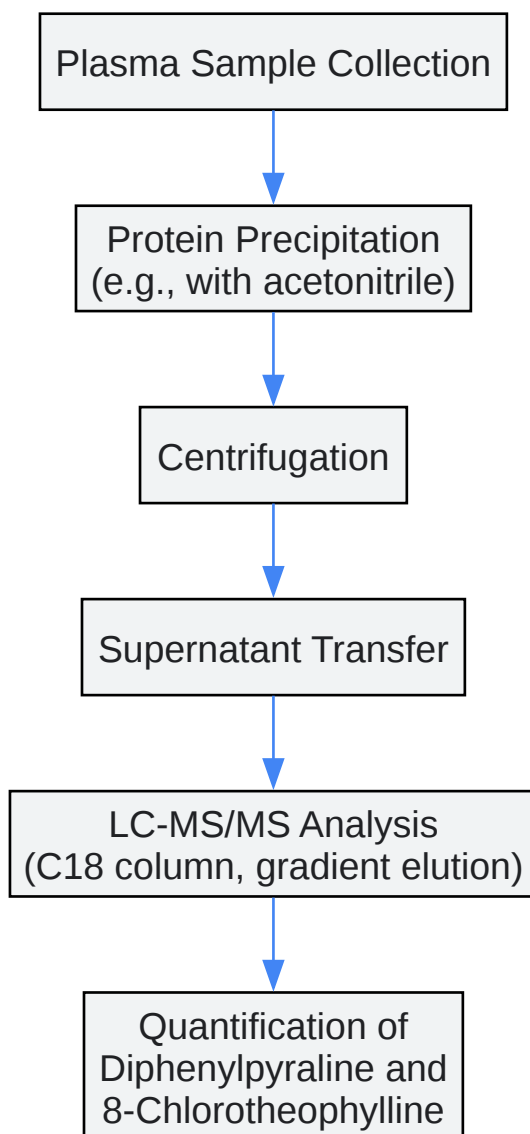 Plasma Sample Collection
Protein Precipitation
(e.g., with acetonitrile)
Centrifugation
Supernatant Transfer
LC-MS/MS Analysis
(C18 column, gradient elution)
Quantification of
Diphenylpyraline and
8-Chlorotheophylline